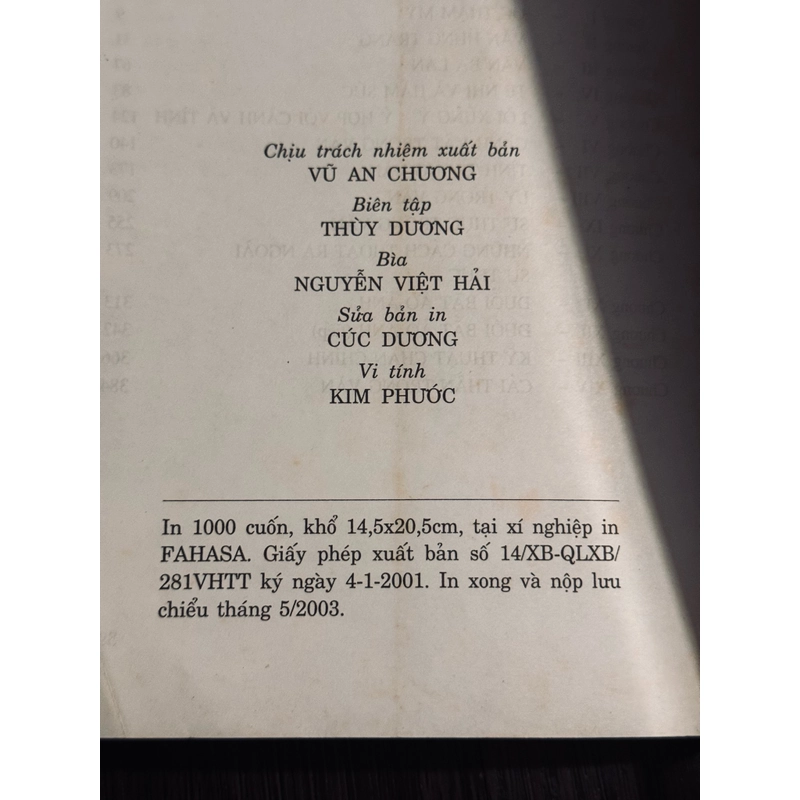 Chịu trách nhiệm xuất bản
VŨ AN CHƯƠNG
Biên tập
THÙY DƯƠNG
Bìa
NGUYỄN VIỆT HẢI
Sửa bản in
CÚC DƯƠNG
Vi tính
KIM PHƯỚC
In 1000 cuốn, khổ 14,5x20,5cm, tại xí nghiệp in
FAHASA. Giấy phép xuất bản số 14/XB-QLXB/
281VHTT ký ngày 4-1-2001. In xong và nộp lưu
chiểu tháng 5/2003.